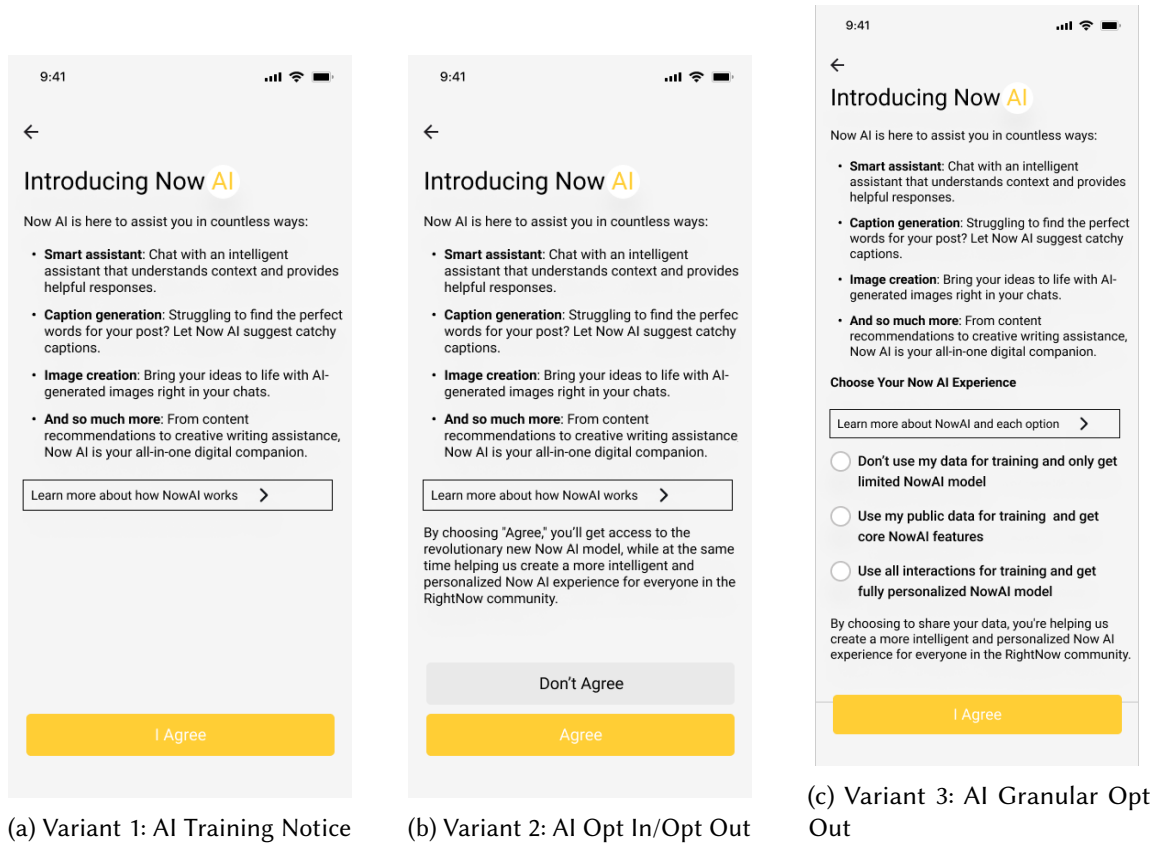 9:41
Introducing Now AI
Now AI is here to assist you in countless ways:
• Smart assistant: Chat with an intelligent
assistant that understands context and provides
helpful responses.
• Caption generation: Struggling to find the perfect
words for your post? Let Now AI suggest catchy
captions.
• Image creation: Bring your ideas to life with AI-
generated images right in your chats.
• And so much more: From content
recommendations to creative writing assistance,
Now AI is your all-in-one digital companion.
Learn more about how NowAI works
I Agree
(a) Variant 1: AI Training Notice
9:41
Introducing Now AI
Now AI is here to assist you in countless ways:
• Smart assistant: Chat with an intelligent
assistant that understands context and provides
helpful responses.
• Caption generation: Struggling to find the perfec
words for your post? Let Now AI suggest catchy
captions.
• Image creation: Bring your ideas to life with AI-
generated images right in your chats.
• And so much more: From content
recommendations to creative writing assistance
Now AI is your all-in-one digital companion.
Learn more about how NowAI works
By choosing "Agree," you'll get access to the
revolutionary new Now AI model, while at the same
time helping us create a more intelligent and
personalized Now AI experience for everyone in the
RightNow community.
Don't Agree
Agree
(b) Variant 2: AI Opt In/Opt Out
9:41
Introducing Now AI
Now AI is here to assist you in countless ways:
• Smart assistant: Chat with an intelligent
assistant that understands context and provides
helpful responses.
• Caption generation: Struggling to find the perfect
words for your post? Let Now AI suggest catchy
captions.
• Image creation: Bring your ideas to life with AI-
generated images right in your chats.
• And so much more: From content
recommendations to creative writing assistance,
Now AI is your all-in-one digital companion.
Choose Your Now AI Experience
Learn more about NowAI and each option
Don't use my data for training and only get
limited NowAI model
Use my public data for training and get
core NowAI features
Use all interactions for training and get
fully personalized NowAI model
By choosing to share your data, you're helping us
create a more intelligent and personalized Now AI
experience for everyone in the RightNow community.
I Agree
(c) Variant 3: AI Granular Opt
Out